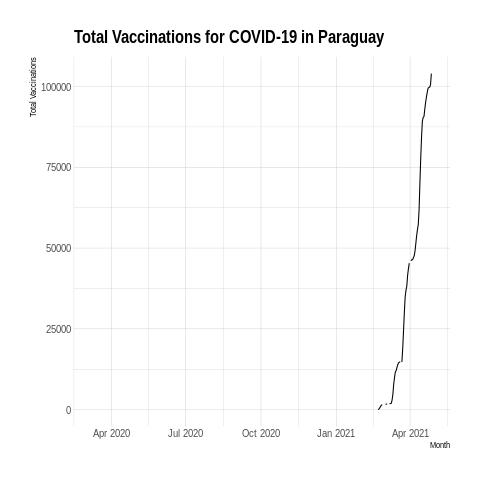 Total Vaccinations for COVID-19 in Paraguay
Total Vaccinations
100000
75000
50000
25000
0
Apr 2020 Jul 2020 Oct 2020 Jan 2021 Apr 2021
Month